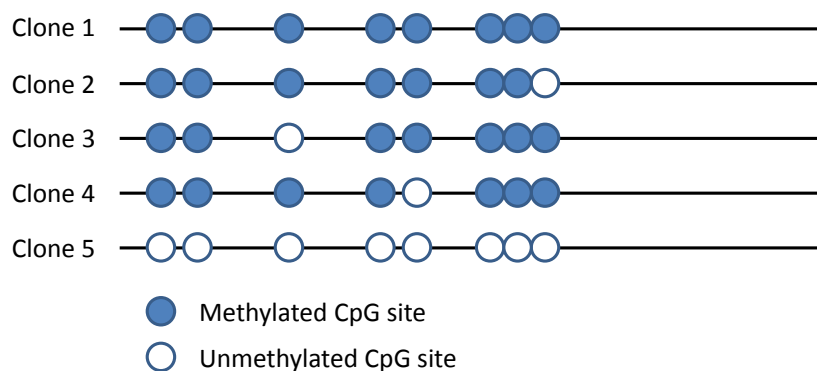 Clone 1
Clone 2
Clone 3
Clone 4
Clone 5
Methylated CpG site
Unmethylated CpG site